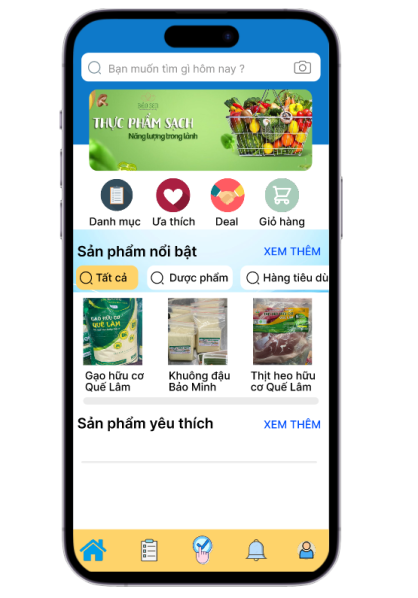 Bạn muốn tìm gì hôm nay ?
THỰC PHẨM SẠCH
Năng lượng trong lành
Danh mục
Ưa thích
Deal
Giỏ hàng
Sản phẩm nổi bật
XEM THÊM
Tất cả
Dược phẩm
Hàng tiêu dù
GẠO HỮU CƠ
QUẾ LÂM
Gạo hữu cơ
Quế Lâm
Khuông đậu
Bảo Minh
Thịt heo hữu
cơ Quế Lâm
Sản phẩm yêu thích
XEM THÊM